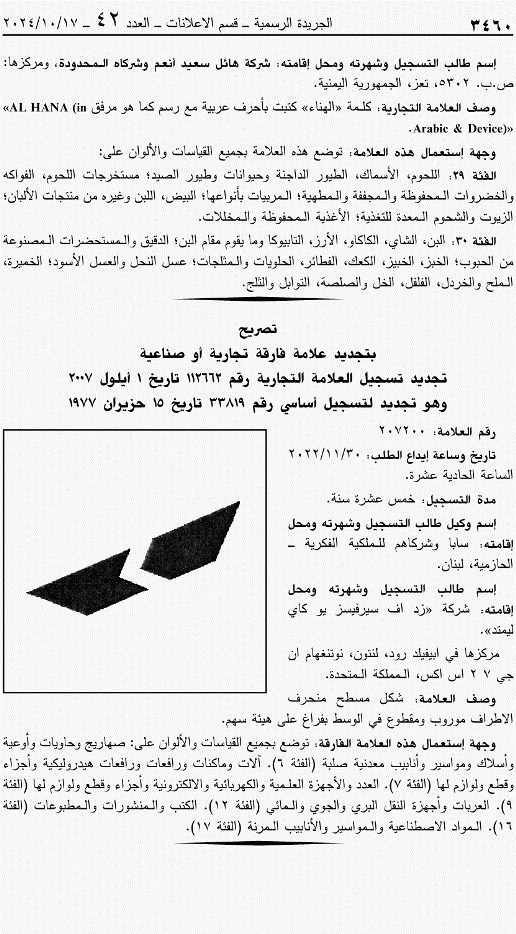 ٣٤٦٠ الجريدة الرسمية ــ قسم الاعلانات ــ العدد ٤٢ ــ ٢٠٢٤/١٠/١٧
إسم طالب التسجيل وشهرته ومحل إقامته: شركة هائل سعيد أنعم وشركاه المحدودة، ومركزها:
ص.ب. ٥٣٠٢، تعز، الجمهورية اليمنية.
وصف العلامة التجارية: كلمة «الهناء» كتبت بأحرف عربية مع رسم كما هو مرفق AL HANA (in»
«(Arabic & Device.
وجهة إستعمال هذه العلامة: توضع هذه العلامة بجميع القياسات والألوان على:
الفئة ٢٩: اللحوم، الأسماك، الطيور الداجنة وحيوانات وطيور الصيد؛ مستخرجات اللحوم، الفواكه
والخضروات المحفوظة والمجففة والمطهية؛ المربيات بأنواعها؛ البيض، اللبن وغيره من منتجات الألبان؛
الزيوت والشحوم المعدة للتغذية؛ الأغذية المحفوظة والمخللات.
الفئة ٣٠: البن، الشاي، الكاكاو، الأرز، التابيوكا وما يقوم مقام البن؛ الدقيق والمستحضرات المصنوعة
من الحبوب؛ الخبز، الخبيز، الكعك، الفطائر، الحلويات والمثلجات؛ عسل النحل والعسل الأسود؛ الخميرة،
الملح والخردل، الفلفل، الخل والصلصة، التوابل والثلج.
تصريح
بتجديد علامة فارقة تجارية أو صناعية
تجديد تسجيل العلامة التجارية رقم ١١٢٦٦٢ تاريخ ١ أيلول ٢٠٠٧
وهو تجديد لتسجيل أساسي رقم ٣٣٨١٩ تاريخ ١٥ حزيران ١٩٧٧
رقم العلامة: ٢٠٧٢٠٠
تاريخ وساعة إيداع الطلب: ٢٠٢٢/١١/٣٠
الساعة الحادية عشرة.
مدة التسجيل: خمس عشرة سنة.
إسم وكيل طالب التسجيل وشهرته ومحل
إقامته: سابا وشركاهم للملكية الفكرية ــ
الحازمية، لبنان.
إسم طالب التسجيل وشهرته ومحل
إقامته: شركة «زد اف سيرفيسز يو كاي
ليمتد».
مركزها في ابيفيلد رود، لنتون، نوتنغهام ان
جي ٧ ٢ اس اكس، المملكة المتحدة.
وصف العلامة: شكل مسطح منحرف
الاطراف موروب ومقطوع في الوسط بفراغ على هيئة سهم.
وجهة إستعمال هذه العلامة الفارقة: توضع بجميع القياسات والألوان على: صهاريج وحاويات وأوعية
وأسلاك ومواسير وأنابيب معدنية صلبة (الفئة ٦). آلات وماكنات ورافعات ورافعات هيدروليكية وأجزاء
وقطع ولوازم لها (الفئة ٧). العدد والأجهزة العلمية والكهربائية والالكترونية وأجزاء وقطع ولوازم لها (الفئة
٩). العربات وأجهزة النقل البري والجوي والمائي (الفئة ١٢). الكتب والمنشورات والمطبوعات (الفئة
١٦). المواد الاصطناعية والمواسير والأنابيب المرنة (الفئة ١٧).